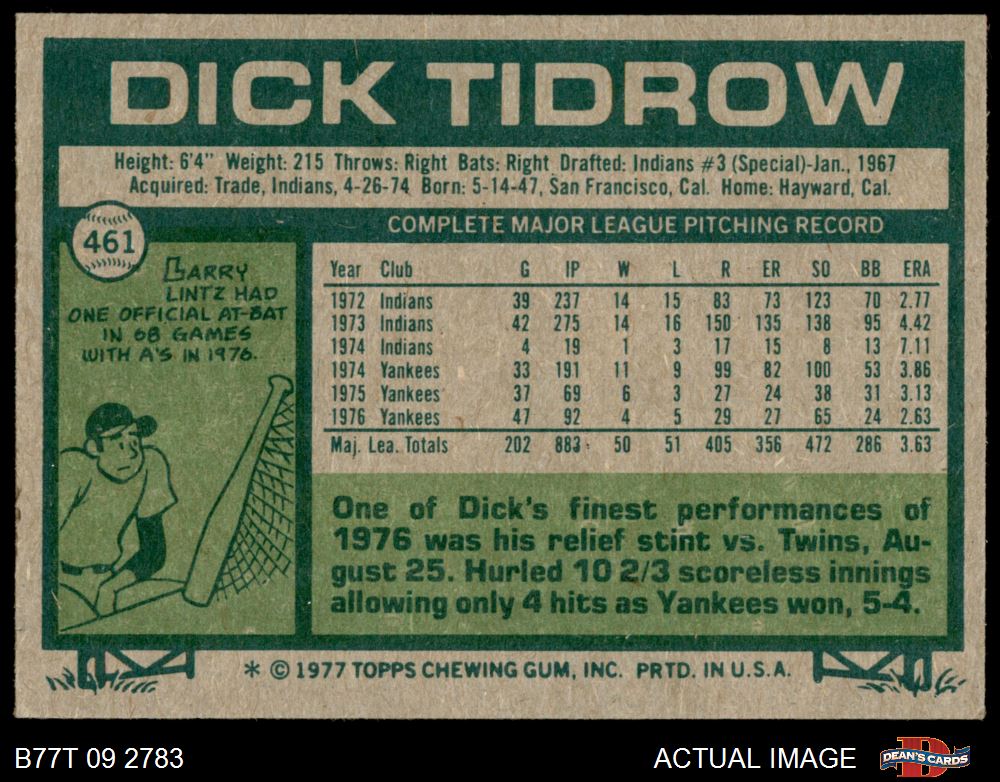 DICK TIDROW
Height: 6'4" Weight: 215 Throws: Right Bats: Right Drafted: Indians #3 (Special)-Jan., 1967
Acquired: Trade, Indians, 4-26-74 Born: 5-14-47, San Francisco, Cal. Home: Hayward, Cal.
461
LARRY
LINTZ HAD
ONE OFFICIAL AT-BAT
IN 68 GAMES
WITH A'S IN 1976.
COMPLETE MAJOR LEAGUE PITCHING RECORD
Year Club G IP W L R ER SO BB ERA
1972 Indians 39 237 14 15 83 73 123 70 2.77
1973 Indians 42 275 14 16 150 135 138 95 4.42
1974 Indians 4 19 1 3 17 15 8 13 7.11
1974 Yankees 33 191 11 9 99 82 100 53 3.86
1975 Yankees 37 69 6 3 27 24 38 31 3.13
1976 Yankees 47 92 4 5 29 27 65 24 2.63
Maj. Lea. Totals 202 883 50 51 405 356 472 286 3.63
One of Dick's finest performances of
1976 was his relief stint vs. Twins, Au-
gust 25. Hurled 10 2/3 scoreless innings
allowing only 4 hits as Yankees won, 5-4.
* © 1977 TOPPS CHEWING GUM, INC. PRTD. IN U.S.A.
B77T 09 2783
ACTUAL IMAGE
DEAN'S CARDS